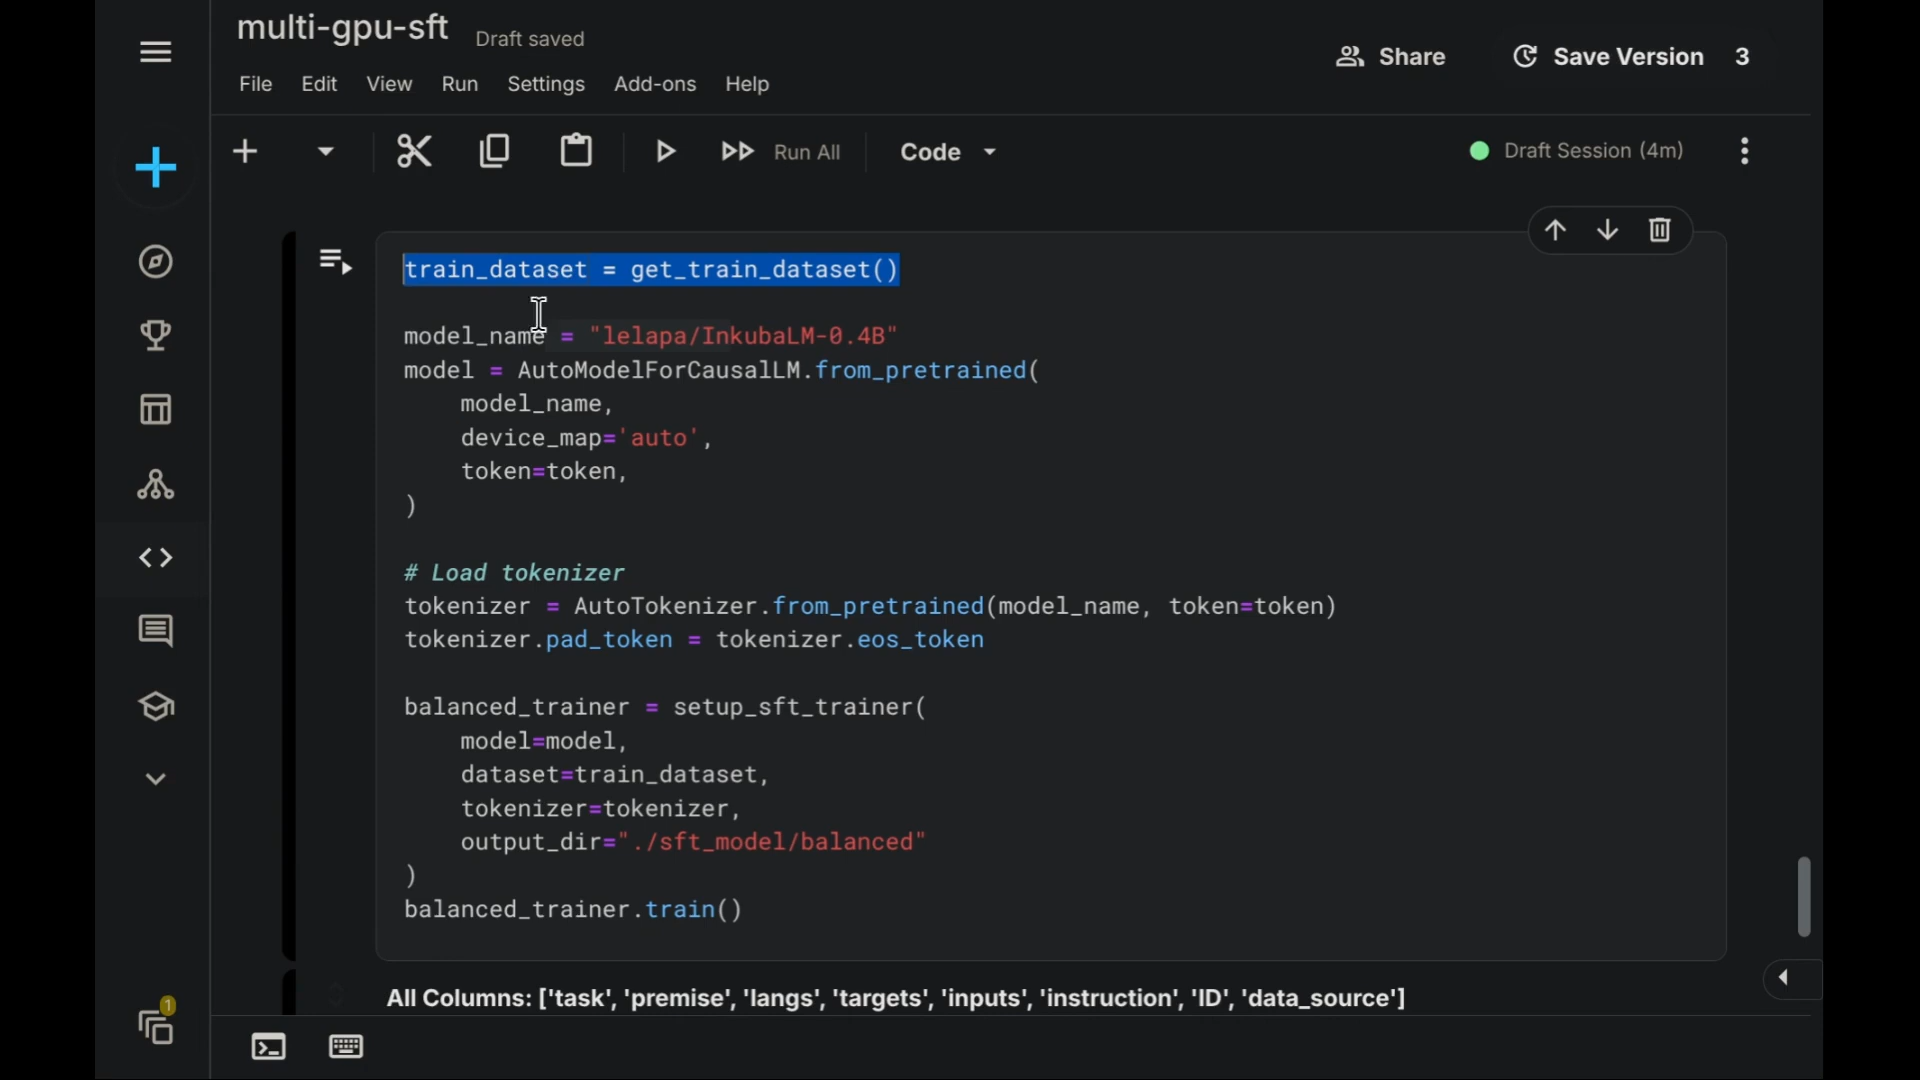 multi-gpu-sft
Draft saved
Share
Save Version
3
File
Edit
View
Run
Settings
Add-ons
Help
Run All
Code
Draft Session (4m)
train_dataset = get_train_dataset()
model_name = "lelapa/InkubaLM-0.4B"
model = AutoModelForCausalLM.from_pretrained(
    model_name,
    device_map='auto',
    token=token,
)
# Load tokenizer
tokenizer = AutoTokenizer.from_pretrained(model_name, token=token)
tokenizer.pad_token = tokenizer.eos_token
balanced_trainer = setup_sft_trainer(
    model=model,
    dataset=train_dataset,
    tokenizer=tokenizer,
    output_dir="./sft_model/balanced"
)
balanced_trainer.train()
All Columns: ['task', 'premise', 'langs', 'targets', 'inputs', 'instruction', 'ID', 'data_source']
1